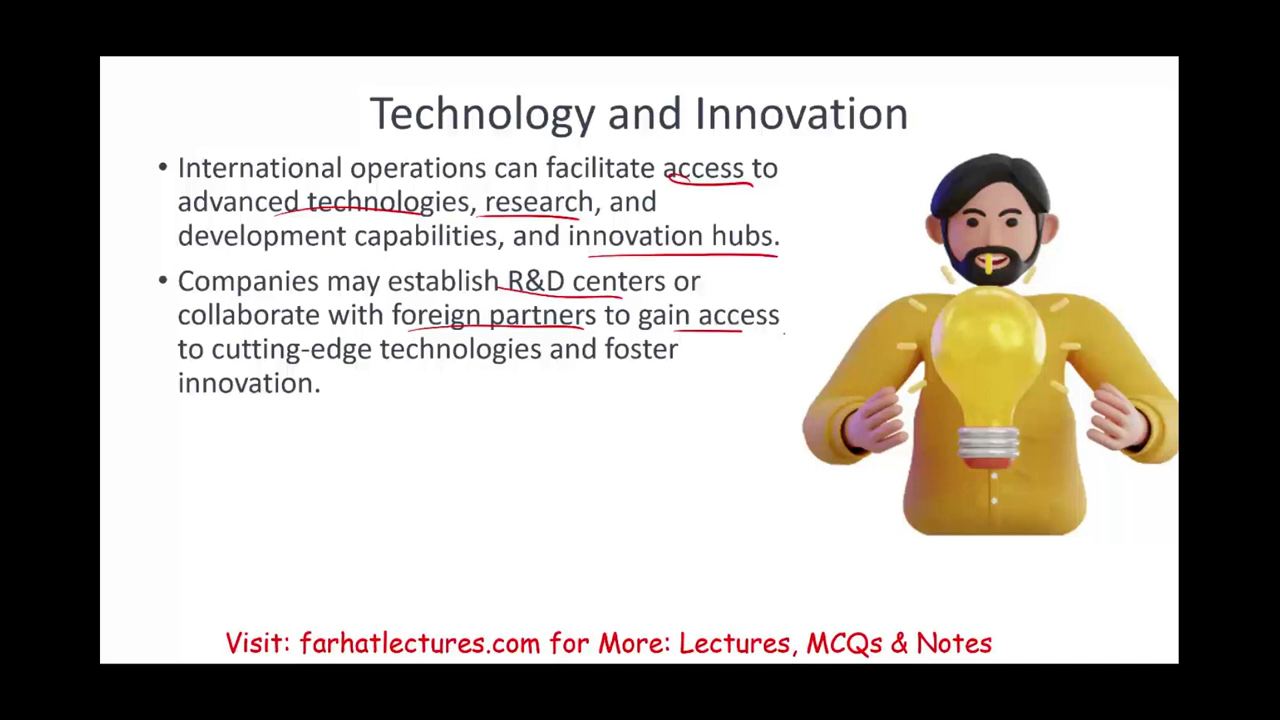 Technology and Innovation
• International operations can facilitate access to
advanced technologies, research, and
development capabilities, and innovation hubs.
• Companies may establish R&D centers or
collaborate with foreign partners to gain access
to cutting-edge technologies and foster
innovation.
Visit: farhatlectures.com for More: Lectures, MCQs & Notes